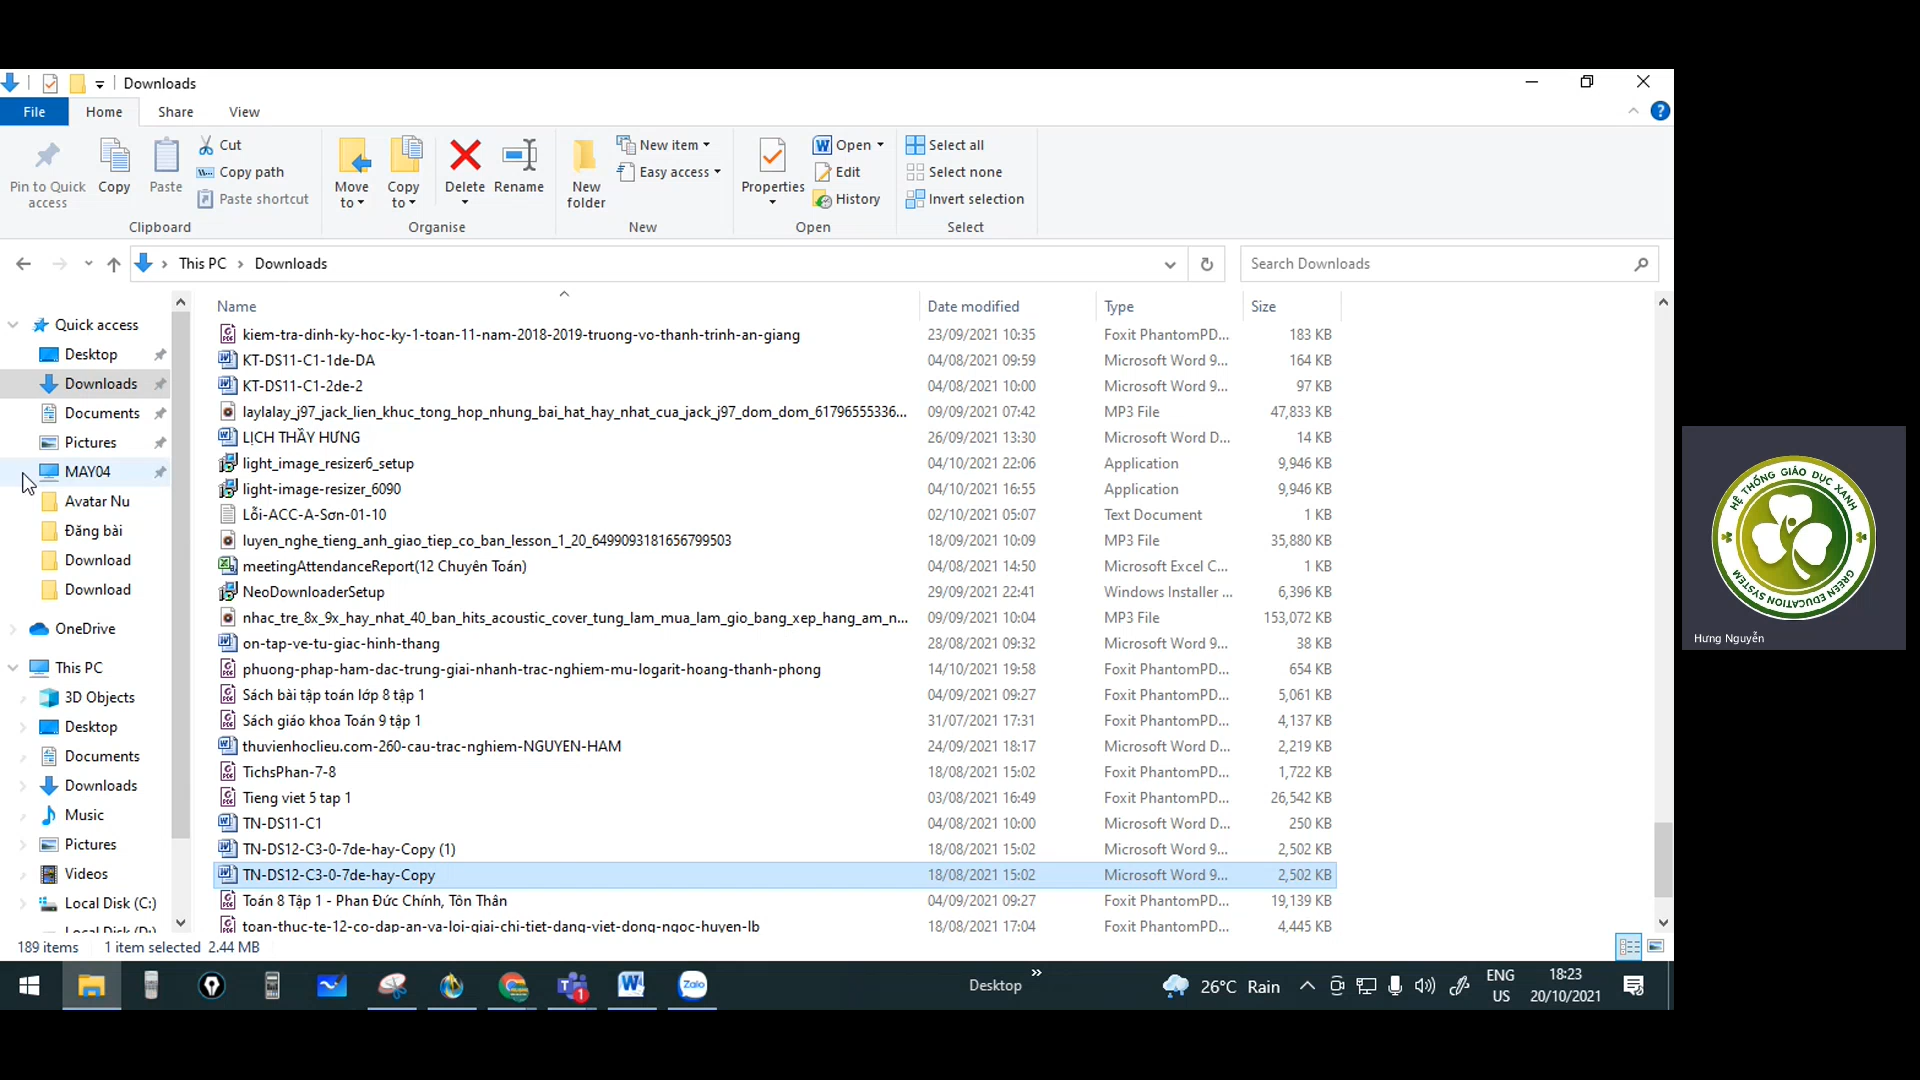 Downloads
File Home Share View
Pin to Quick access
Copy
Paste
Cut
Copy path
Paste shortcut
Clipboard
Move to
Copy to
Delete
Rename
Organise
New folder
New item
Easy access
New
Properties
Open
Edit
History
Open
Select all
Select none
Invert selection
Select
This PC > Downloads
Search Downloads
Quick access
Desktop
Downloads
Documents
Pictures
MAY04
Avatar Nu
Đăng bài
Download
Download
OneDrive
This PC
3D Objects
Desktop
Documents
Downloads
Music
Pictures
Videos
Local Disk (C:)
Local Disk (D:)
Name Date modified Type Size
kiem-tra-dinh-ky-hoc-ky-1-toan-11-nam-2018-2019-truong-vo-thanh-trinh-an-giang 23/09/2021 10:35 Foxit PhantomPD... 183 KB
KT-DS11-C1-1de-DA 04/08/2021 09:59 Microsoft Word 9... 164 KB
KT-DS11-C1-2de-2 04/08/2021 10:00 Microsoft Word 9... 97 KB
laylalay_j97_jack_lien_khuc_tong_hop_nhung_bai_hat_hay_nhat_cua_jack_j97_dom_dom_61796555336... 09/09/2021 07:42 MP3 File 47,833 KB
LỊCH THẦY HƯNG 26/09/2021 13:30 Microsoft Word D... 14 KB
light_image_resizer6_setup 04/10/2021 22:06 Application 9,946 KB
light-image-resizer_6090 04/10/2021 16:55 Application 9,946 KB
Lỗi-ACC-A-Sơn-01-10 02/10/2021 05:07 Text Document 1 KB
luyen_nghe_tieng_anh_giao_tiep_co_ban_lesson_1_20_6499093181656799503 18/09/2021 10:09 MP3 File 35,880 KB
meetingAttendanceReport(12 Chuyên Toán) 04/08/2021 14:50 Microsoft Excel C... 1 KB
NeoDownloaderSetup 29/09/2021 22:41 Windows Installer ... 6,396 KB
nhac_tre_8x_9x_hay_nhat_40_ban_hits_acoustic_cover_tung_lam_mua_lam_gio_bang_xep_hang_am_n... 09/09/2021 10:04 MP3 File 153,072 KB
on-tap-ve-tu-giac-hinh-thang 28/08/2021 09:32 Microsoft Word 9... 38 KB
phuong-phap-ham-dac-trung-giai-nhanh-trac-nghiem-mu-logarit-hoang-thanh-phong 14/10/2021 19:58 Foxit PhantomPD... 654 KB
Sách bài tập toán lớp 8 tập 1 04/09/2021 09:27 Foxit PhantomPD... 5,061 KB
Sách giáo khoa Toán 9 tập 1 31/07/2021 17:31 Foxit PhantomPD... 4,137 KB
thuvienhoclieu.com-260-cau-trac-nghiem-NGUYEN-HAM 24/09/2021 18:17 Microsoft Word D... 2,219 KB
TichsPhan-7-8 18/08/2021 15:02 Foxit PhantomPD... 1,722 KB
Tieng viet 5 tap 1 03/08/2021 16:49 Foxit PhantomPD... 26,542 KB
TN-DS11-C1 04/08/2021 10:00 Microsoft Word D... 250 KB
TN-DS12-C3-0-7de-hay-Copy (1) 18/08/2021 15:02 Microsoft Word 9... 2,502 KB
TN-DS12-C3-0-7de-hay-Copy 18/08/2021 15:02 Microsoft Word 9... 2,502 KB
Toán 8 Tập 1 - Phan Đức Chính, Tôn Thân 04/09/2021 09:27 Foxit PhantomPD... 19,139 KB
toan-thuc-te-12-co-dap-an-va-loi-giai-chi-tiet-dang-viet-dong-ngoc-huyen-lb 18/08/2021 17:04 Foxit PhantomPD... 4,445 KB
189 items 1 item selected 2.44 MB
Zalo
1
Desktop
26°C Rain
ENG
US
18:23
20/10/2021
HỆ THỐNG GIÁO DỤC XANH
GREEN EDUCATION SYSTEM
Hưng Nguyễn